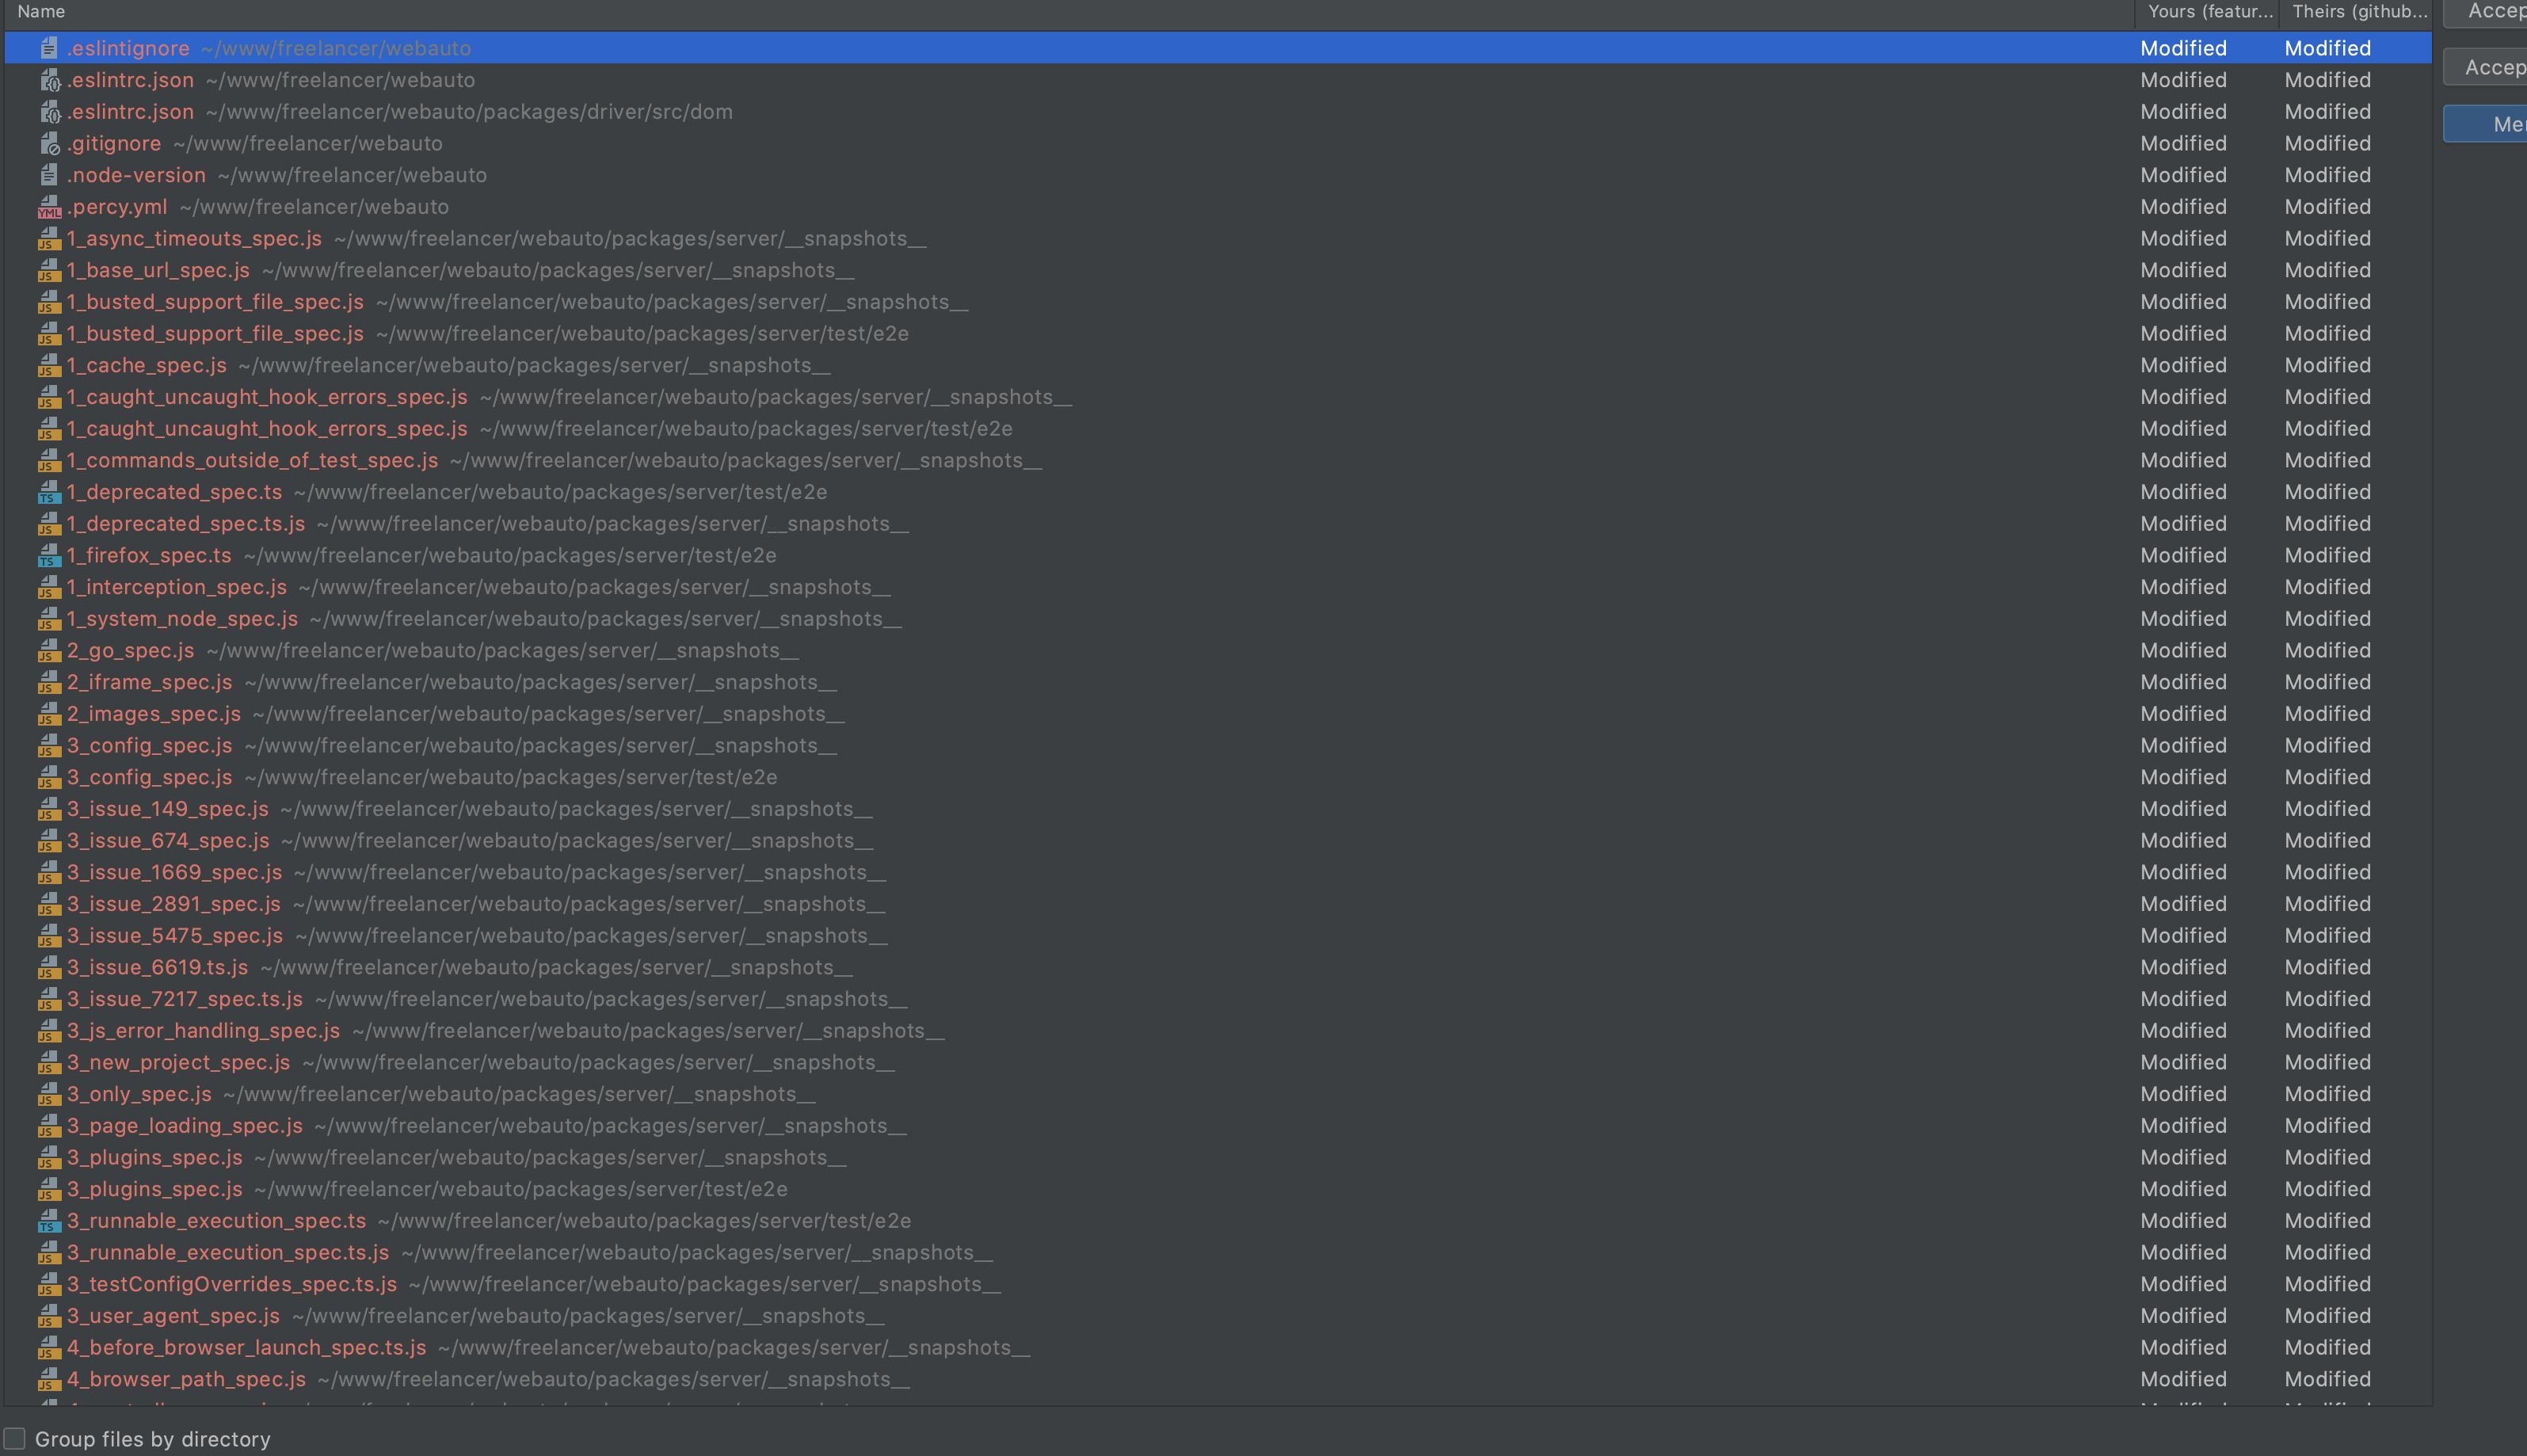 Name Yours (featur... Theirs (github... Accep
.eslintignore ~/www/freelancer/webauto Modified Modified
Accep
.eslintrc.json ~/www/freelancer/webauto Modified Modified
.eslintrc.json ~/www/freelancer/webauto/packages/driver/src/dom Modified Modified
Mer
.gitignore ~/www/freelancer/webauto Modified Modified
.node-version ~/www/freelancer/webauto Modified Modified
.percy.yml ~/www/freelancer/webauto Modified Modified
1_async_timeouts_spec.js ~/www/freelancer/webauto/packages/server/__snapshots__ Modified Modified
1_base_url_spec.js ~/www/freelancer/webauto/packages/server/__snapshots__ Modified Modified
1_busted_support_file_spec.js ~/www/freelancer/webauto/packages/server/__snapshots__ Modified Modified
1_busted_support_file_spec.js ~/www/freelancer/webauto/packages/server/test/e2e Modified Modified
1_cache_spec.js ~/www/freelancer/webauto/packages/server/__snapshots__ Modified Modified
1_caught_uncaught_hook_errors_spec.js ~/www/freelancer/webauto/packages/server/__snapshots__ Modified Modified
1_caught_uncaught_hook_errors_spec.js ~/www/freelancer/webauto/packages/server/test/e2e Modified Modified
1_commands_outside_of_test_spec.js ~/www/freelancer/webauto/packages/server/__snapshots__ Modified Modified
1_deprecated_spec.ts ~/www/freelancer/webauto/packages/server/test/e2e Modified Modified
1_deprecated_spec.ts.js ~/www/freelancer/webauto/packages/server/__snapshots__ Modified Modified
1_firefox_spec.ts ~/www/freelancer/webauto/packages/server/test/e2e Modified Modified
1_interception_spec.js ~/www/freelancer/webauto/packages/server/__snapshots__ Modified Modified
1_system_node_spec.js ~/www/freelancer/webauto/packages/server/__snapshots__ Modified Modified
2_go_spec.js ~/www/freelancer/webauto/packages/server/__snapshots__ Modified Modified
2_iframe_spec.js ~/www/freelancer/webauto/packages/server/__snapshots__ Modified Modified
2_images_spec.js ~/www/freelancer/webauto/packages/server/__snapshots__ Modified Modified
3_config_spec.js ~/www/freelancer/webauto/packages/server/__snapshots__ Modified Modified
3_config_spec.js ~/www/freelancer/webauto/packages/server/test/e2e Modified Modified
3_issue_149_spec.js ~/www/freelancer/webauto/packages/server/__snapshots__ Modified Modified
3_issue_674_spec.js ~/www/freelancer/webauto/packages/server/__snapshots__ Modified Modified
3_issue_1669_spec.js ~/www/freelancer/webauto/packages/server/__snapshots__ Modified Modified
3_issue_2891_spec.js ~/www/freelancer/webauto/packages/server/__snapshots__ Modified Modified
3_issue_5475_spec.js ~/www/freelancer/webauto/packages/server/__snapshots__ Modified Modified
3_issue_6619.ts.js ~/www/freelancer/webauto/packages/server/__snapshots__ Modified Modified
3_issue_7217_spec.ts.js ~/www/freelancer/webauto/packages/server/__snapshots__ Modified Modified
3_js_error_handling_spec.js ~/www/freelancer/webauto/packages/server/__snapshots__ Modified Modified
3_new_project_spec.js ~/www/freelancer/webauto/packages/server/__snapshots__ Modified Modified
3_only_spec.js ~/www/freelancer/webauto/packages/server/__snapshots__ Modified Modified
3_page_loading_spec.js ~/www/freelancer/webauto/packages/server/__snapshots__ Modified Modified
3_plugins_spec.js ~/www/freelancer/webauto/packages/server/__snapshots__ Modified Modified
3_plugins_spec.js ~/www/freelancer/webauto/packages/server/test/e2e Modified Modified
3_runnable_execution_spec.ts ~/www/freelancer/webauto/packages/server/test/e2e Modified Modified
3_runnable_execution_spec.ts.js ~/www/freelancer/webauto/packages/server/__snapshots__ Modified Modified
3_testConfigOverrides_spec.ts.js ~/www/freelancer/webauto/packages/server/__snapshots__ Modified Modified
3_user_agent_spec.js ~/www/freelancer/webauto/packages/server/__snapshots__ Modified Modified
4_before_browser_launch_spec.ts.js ~/www/freelancer/webauto/packages/server/__snapshots__ Modified Modified
4_browser_path_spec.js ~/www/freelancer/webauto/packages/server/__snapshots__ Modified Modified
Group files by directory